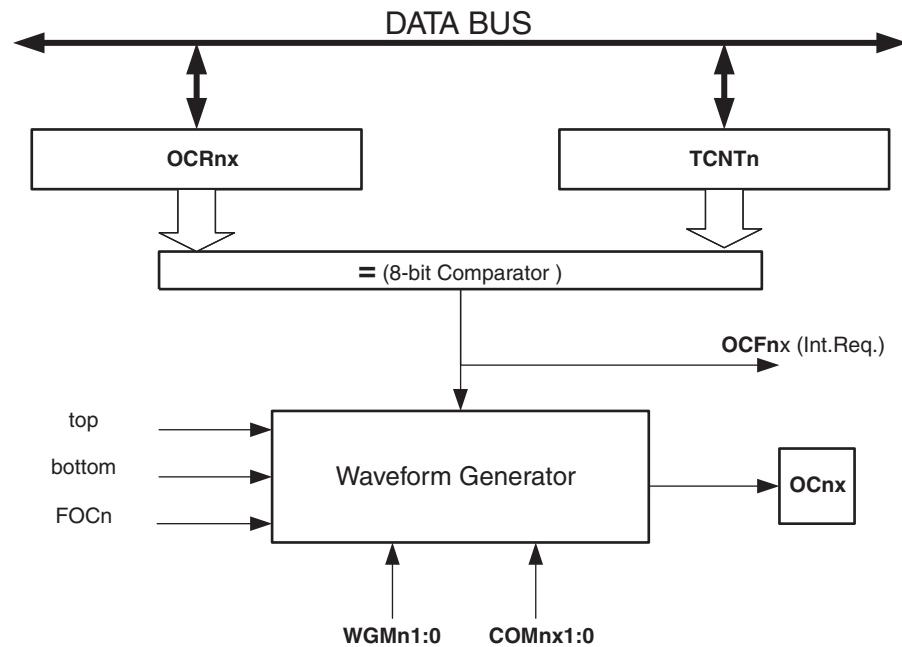 DATA BUS
OCRnx
TCNTn
= (8-bit Comparator )
OCFnx (Int.Req.)
top
bottom
FOCn
Waveform Generator
OCnx
WGMn1:0
COMnx1:0